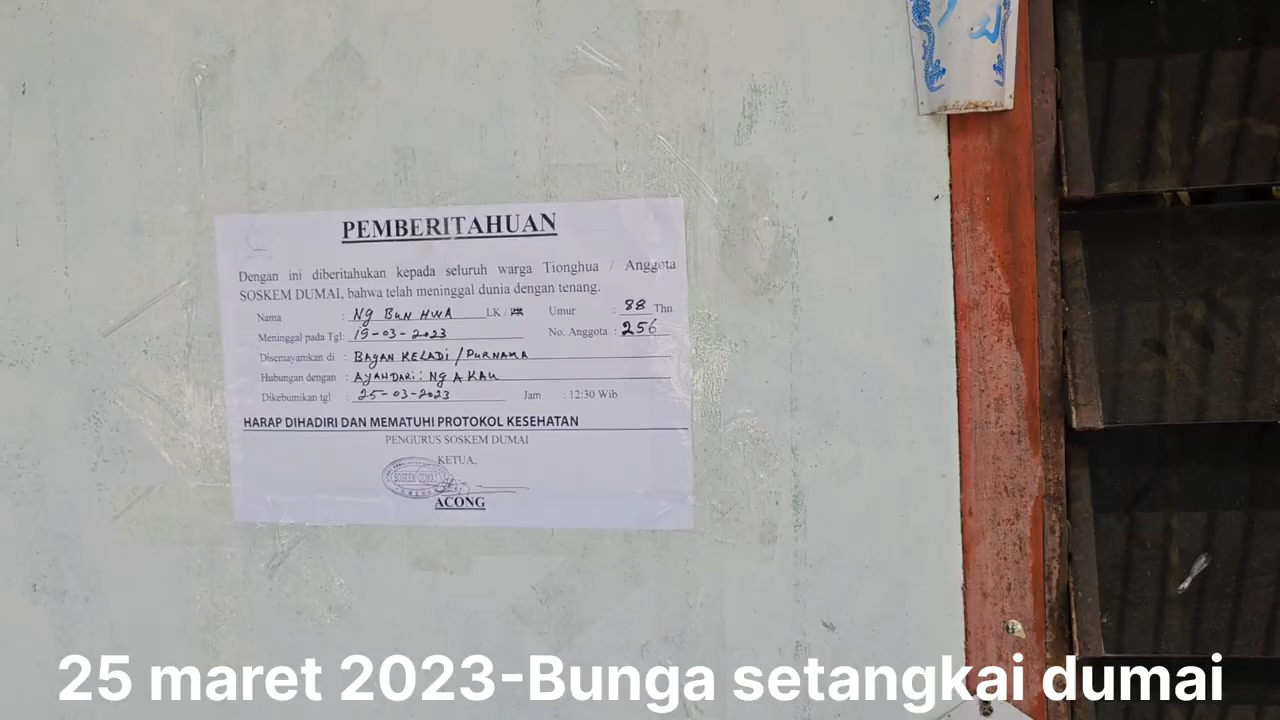 PEMBERITAHUAN
Dengan ini diberitahukan kepada seluruh warga Tionghua / Anggota
SOSKEM DUMAI, bahwa telah meninggal dunia dengan tenang.
Nama : NG BUN HWA LK / Umur : 88 Thn
Meninggal pada Tgl: 19-03-2023 No. Anggota : 256
Disemayamkan di : BAGAN KELADI / PURNAMA
Hubungan dengan : AYAHDARI: NG A KAU
Dikebumikan tgl : 25-03-2023 Jam : 12:30 Wib
HARAP DIHADIRI DAN MEMATUHI PROTOKOL KESEHATAN
PENGURUS SOSKEM DUMAI
KETUA,
SOSKEM DUMAI
ACONG
25 maret 2023-Bunga setangkai dumai